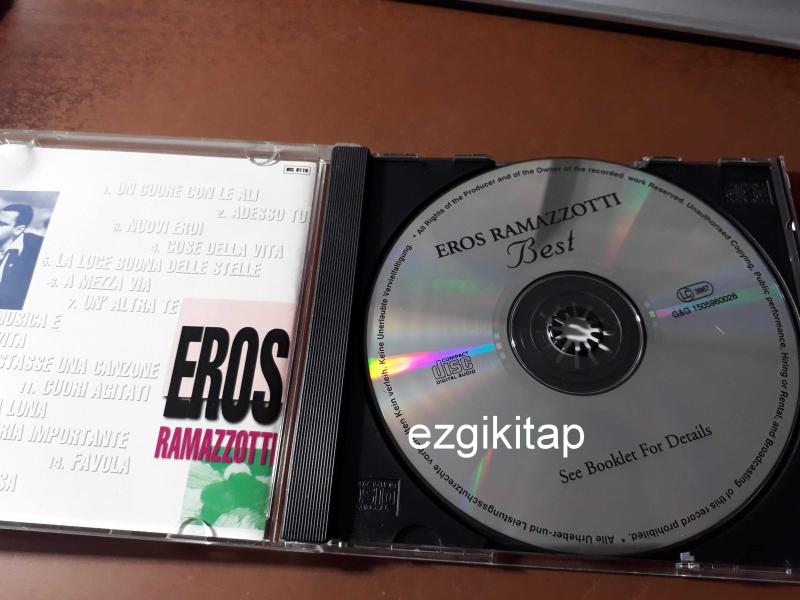 BCL 0118
1. UN CUORE CON LE ALI
2. ADESSO TU
3. NUOVI EROI
4. COSE DELLA VITA
5. LA LUCE BUONA DELLE STELLE
6. A MEZZA VIA
7. UN' ALTRA TE
MUSICA E
VITA
STASSE UNA CANZONE
11. CUORI AGITATI
LUNA
RIA IMPORTANTE
14. FAVOLA
SA
EROS
RAMAZZOTTI
EROS RAMAZZOTTI
Best
COMPACT
disc
DIGITAL AUDIO
LC 3867
G&G 1505960026
See Booklet For Details
* All Rights of the Producer and of the Owner of the recorded work Reserved. Unauthorised Copying, Public performance, Hiring or Rental, and Broadcasting of this record prohibited. * Alle Urheber-und Leistungsschutzrechte vor ten Kein verleih. Keine Unerlaubte Vervielfaltigung.
ezgikitap